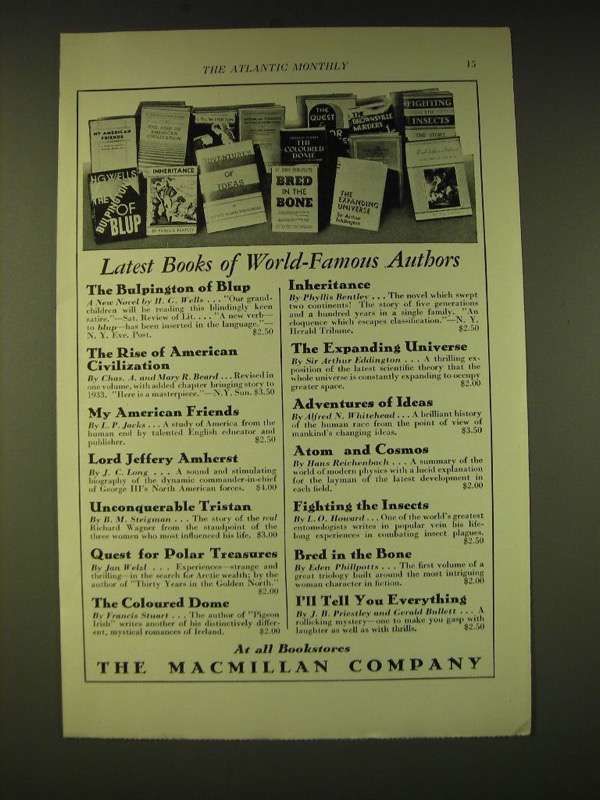 THE ATLANTIC MONTHLY 15
MY AMERICAN FRIENDS
THE RISE OF AMERICAN CIVILIZATION
THE QUEST
THE BROWNSVILLE MURDERS
FIGHTING THE INSECTS
THE COLOURED DOME
H.G. WELLS
THE BULPINGTON OF BLUP
INHERITANCE
BY PHYLLIS BENTLEY
ADVENTURES OF IDEAS
BRED IN THE BONE
THE EXPANDING UNIVERSE
Sir Arthur Eddington
Latest Books of World-Famous Authors
The Bulpington of Blup
A New Novel by H. G. Wells . . . "Our grand-
children will be reading this blindingly keen
satire."—Sat. Review of Lit. . . . "A new verb—
to blup—has been inserted in the language."—
N. Y. Eve. Post. $2.50
The Rise of American
Civilization
By Chas. A. and Mary R. Beard . . . Revised in
one volume, with added chapter bringing story to
1933. "Here is a masterpiece."—N.Y. Sun. $3.50
My American Friends
By L. P. Jacks . . . A study of America from the
human end by talented English educator and
publisher. $2.50
Lord Jeffery Amherst
By J. C. Long . . . A sound and stimulating
biography of the dynamic commander-in-chief
of George III's North American forces. $4.00
Unconquerable Tristan
By B. M. Steigman . . . The story of the real
Richard Wagner from the standpoint of the
three women who most influenced his life. $3.00
Quest for Polar Treasures
By Jan Welzl . . . Experiences—strange and
thrilling—in the search for Arctic wealth; by the
author of "Thirty Years in the Golden North."
$2.00
The Coloured Dome
By Francis Stuart . . . The author of "Pigeon
Irish" writes another of his distinctively differ-
ent, mystical romances of Ireland. $2.00
Inheritance
By Phyllis Bentley . . . The novel which swept
two continents! The story of five generations
and a hundred years in a single family. "An
eloquence which escapes classification."—N. Y.
Herald Tribune. $2.50
The Expanding Universe
By Sir Arthur Eddington . . . A thrilling ex-
position of the latest scientific theory that the
whole universe is constantly expanding to occupy
greater space. $2.00
Adventures of Ideas
By Alfred N. Whitehead . . . A brilliant history
of the human race from the point of view of
mankind's changing ideas. $3.50
Atom and Cosmos
By Hans Reichenbach . . . A summary of the
world of modern physics with a lucid explanation
for the layman of the latest development in
each field. $2.00
Fighting the Insects
By L. O. Howard . . . One of the world's greatest
entomologists writes in popular vein his life-
long experiences in combating insect plagues.
$2.50
Bred in the Bone
By Eden Phillpotts . . . The first volume of a
great triology built around the most intriguing
woman character in fiction. $2.00
I'll Tell You Everything
By J. B. Priestley and Gerald Bullett . . . A
rollicking mystery—one to make you gasp with
laughter as well as with thrills. $2.50
At all Bookstores
THE MACMILLAN COMPANY